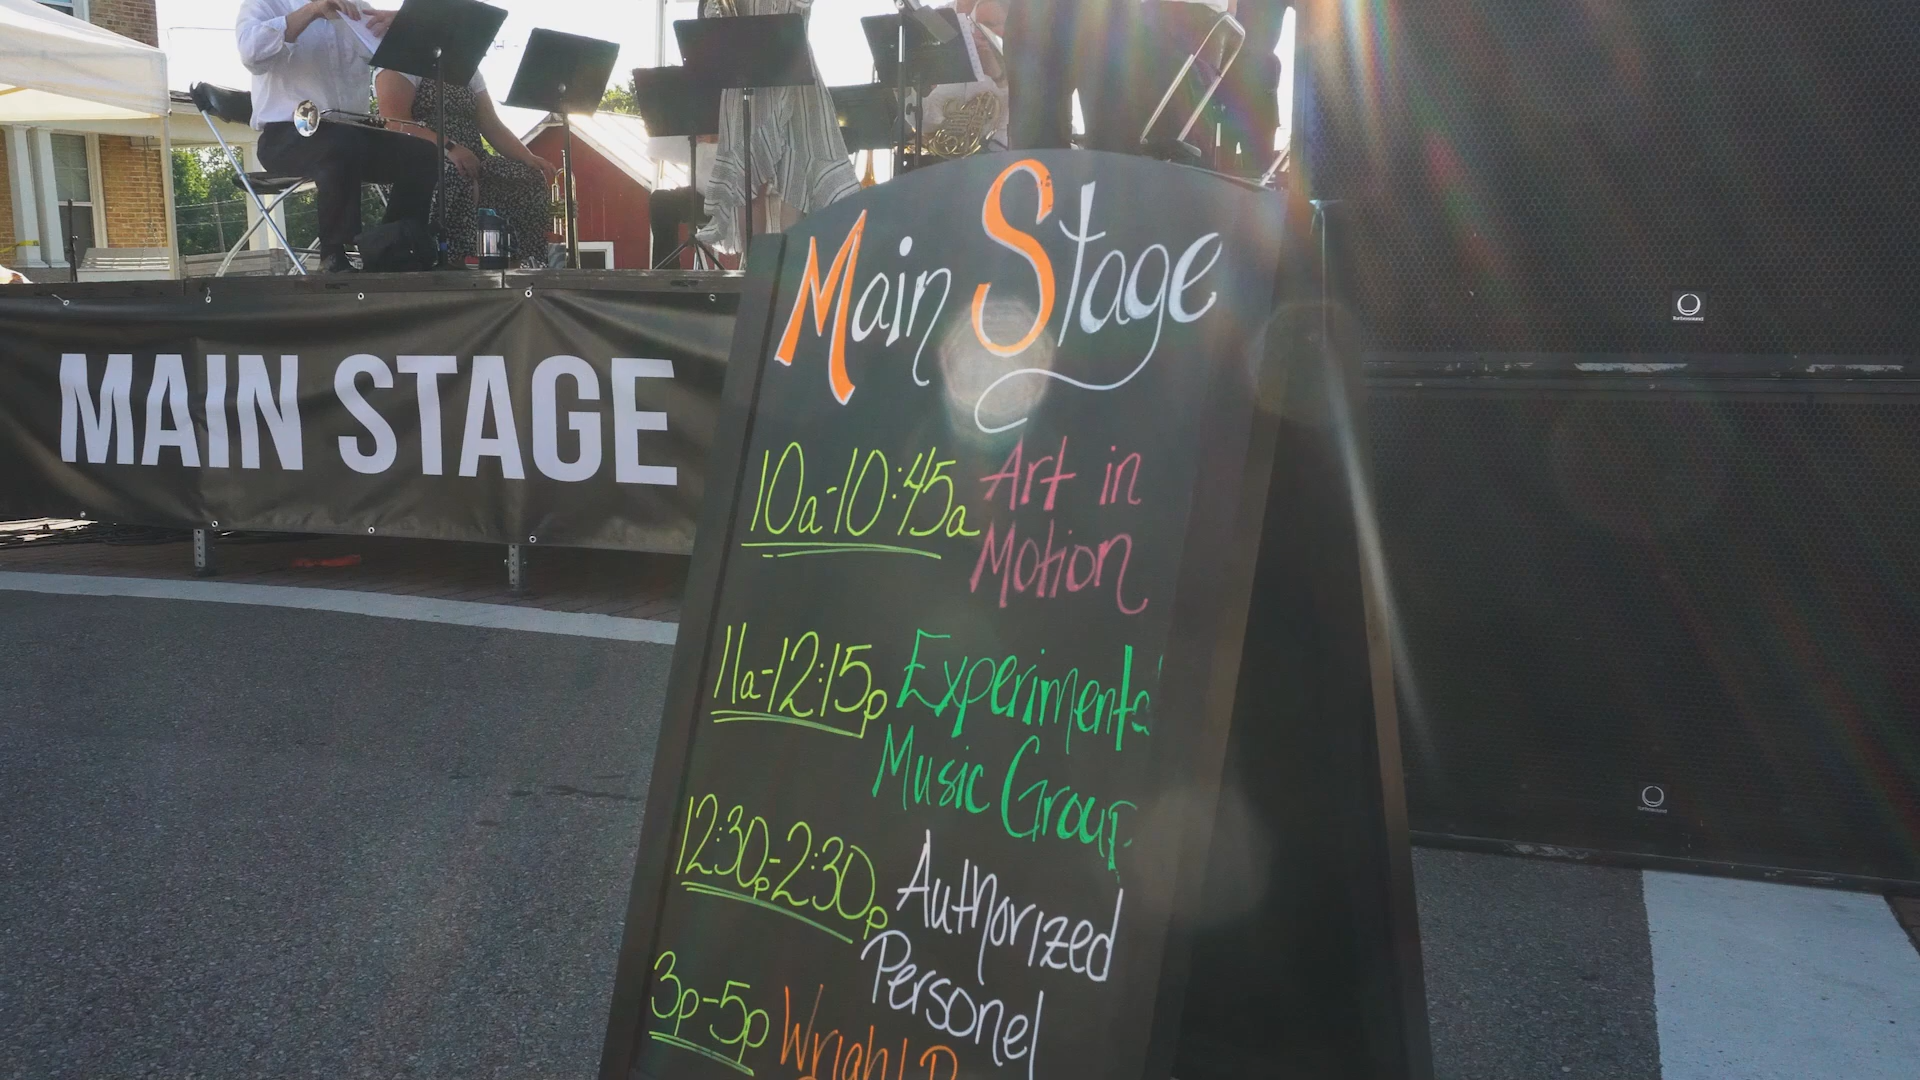 MAIN STAGE
Main Stage
10a-10:45a Art in
Motion
11a-12:15p Experimenta
Music Group
12:30p-2:30p Authorized
Personel
3p-5p